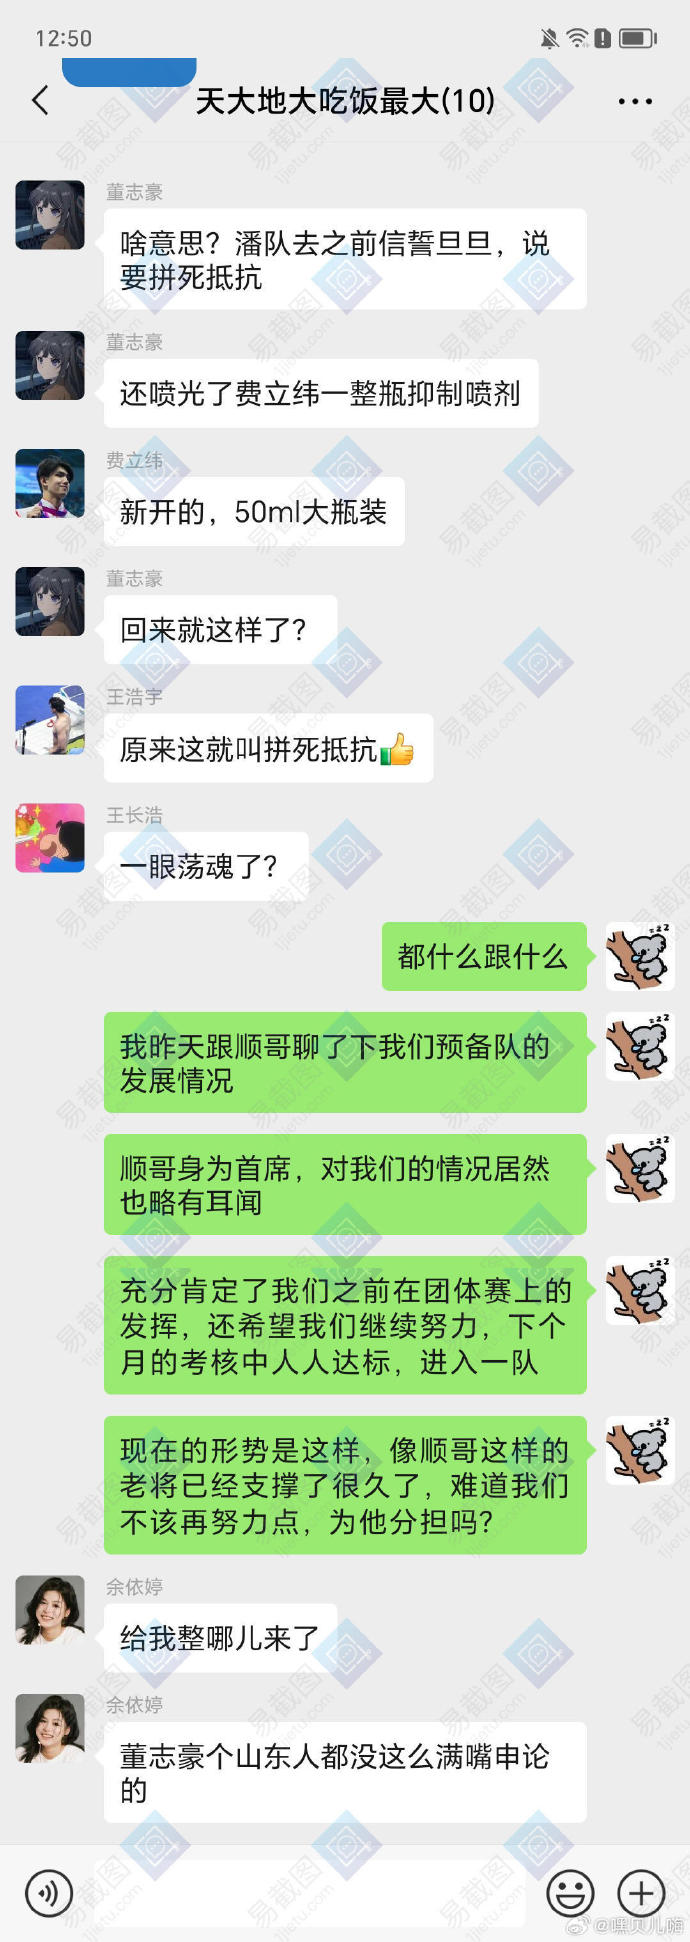 12:50
天大地大吃饭最大(10)
董志豪
啥意思？潘队去之前信誓旦旦，说
要拼死抵抗
董志豪
还喷光了费立纬一整瓶抑制喷剂
费立纬
新开的，50ml大瓶装
董志豪
回来就这样了？
王浩宇
原来这就叫拼死抵抗
王长浩
一眼荡魂了？
都什么跟什么
我昨天跟顺哥聊了下我们预备队的
发展情况
顺哥身为首席，对我们的情况居然
也略有耳闻
充分肯定了我们之前在团体赛上的
发挥，还希望我们继续努力，下个
月的考核中人人达标，进入一队
现在的形势是这样，像顺哥这样的
老将已经支撑了很久了，难道我们
不该再努力点，为他分担吗？
余依婷
给我整哪儿来了
余依婷
董志豪个山东人都没这么满嘴申论
的
易截图
1jietu.com
@嘿贝儿嗨